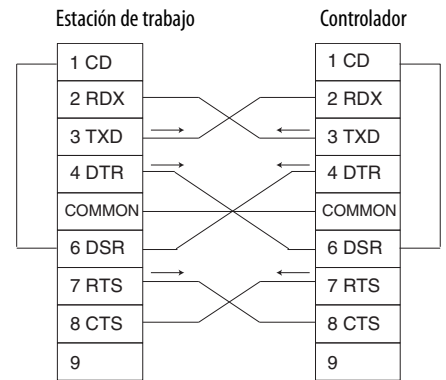 Estación de trabajo
Controlador
1 CD
2 RDX
3 TXD
4 DTR
COMMON
6 DSR
7 RTS
8 CTS
9
1 CD
2 RDX
3 TXD
4 DTR
COMMON
6 DSR
7 RTS
8 CTS
9